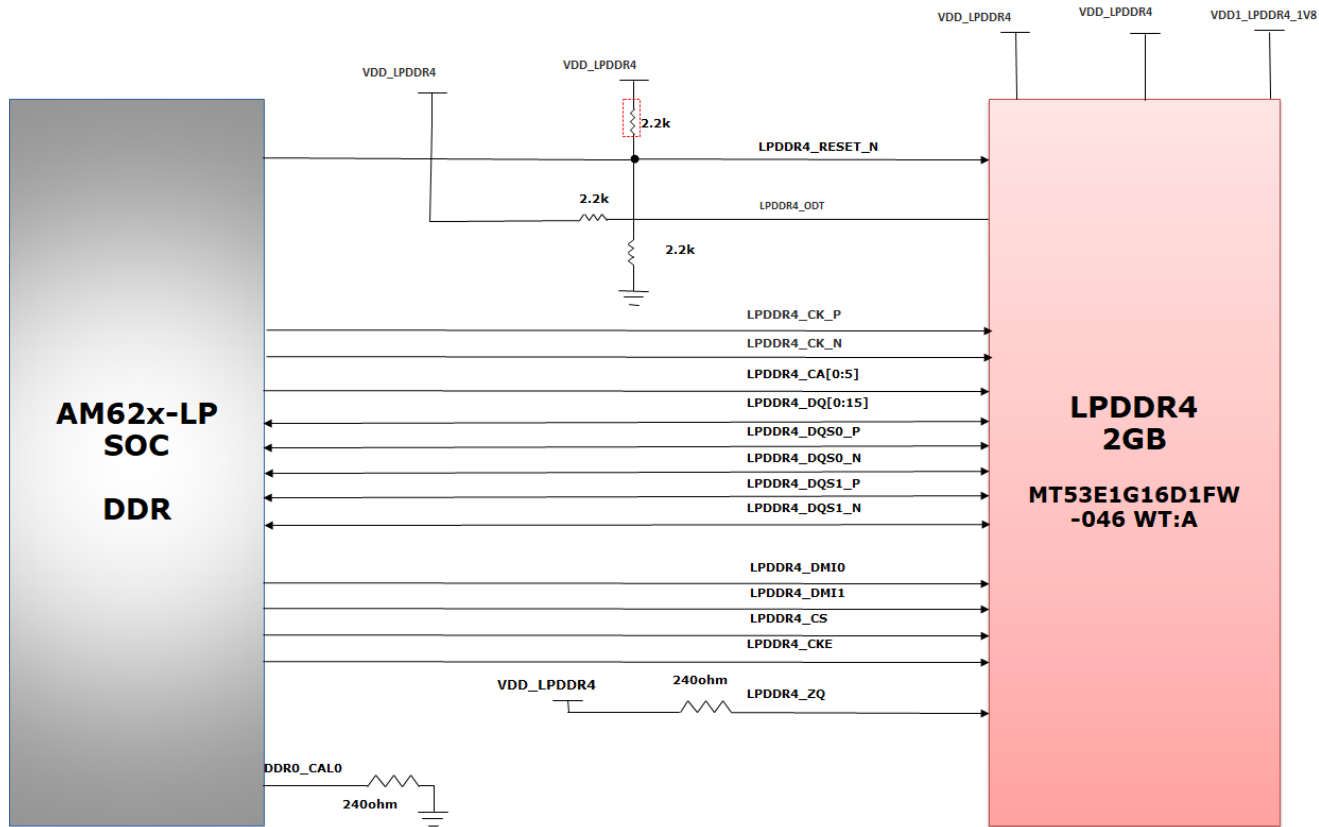 VDD_LPDDR4
VDD_LPDDR4
VDD1_LPDDR4_1V8
VDD_LPDDR4
VDD_LPDDR4
2.2k
LPDDR4_RESET_N
2.2k
LPDDR4_ODT
2.2k
LPDDR4_CK_P
LPDDR4_CK_N
LPDDR4_CA[0:5]
LPDDR4_DQ[0:15]
LPDDR4_DQS0_P
LPDDR4_DQS0_N
LPDDR4_DQS1_P
LPDDR4_DQS1_N
AM62x-LP
SOC
DDR
LPDDR4
2GB
MT53E1G16D1FW
-046 WT:A
LPDDR4_DMI0
LPDDR4_DMI1
LPDDR4_CS
LPDDR4_CKE
VDD_LPDDR4
240ohm
LPDDR4_ZQ
DDR0_CAL0
240ohm